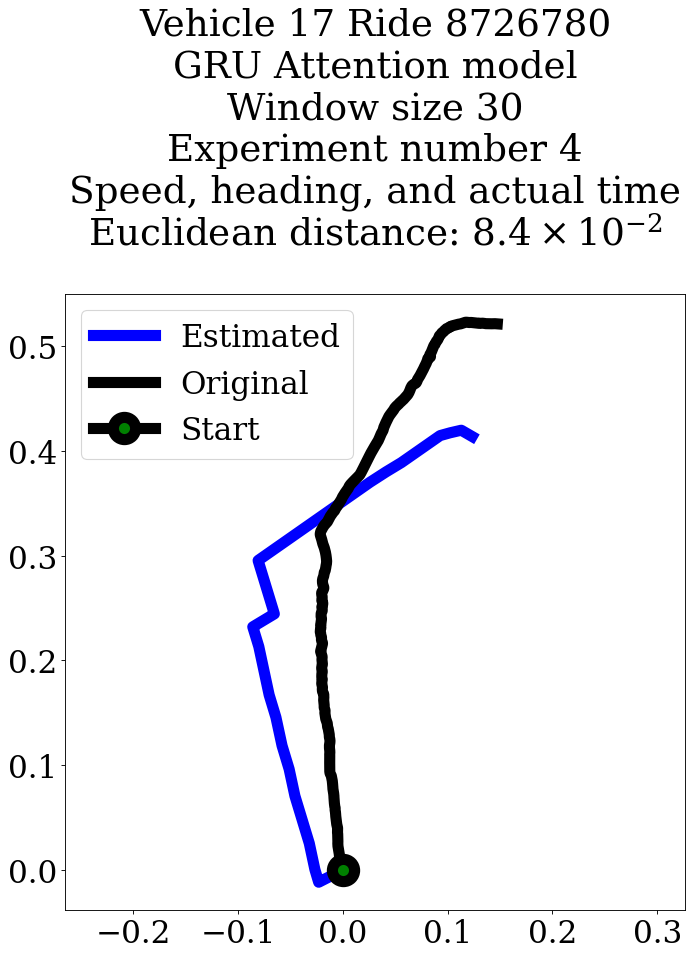 Vehicle 17 Ride 8726780
GRU Attention model
Window size 30
Experiment number 4
Speed, heading, and actual time
Euclidean distance: 8.4 × 10⁻²
Estimated
Original
Start
0.5
0.4
0.3
0.2
0.1
0.0
−0.2 −0.1 0.0 0.1 0.2 0.3